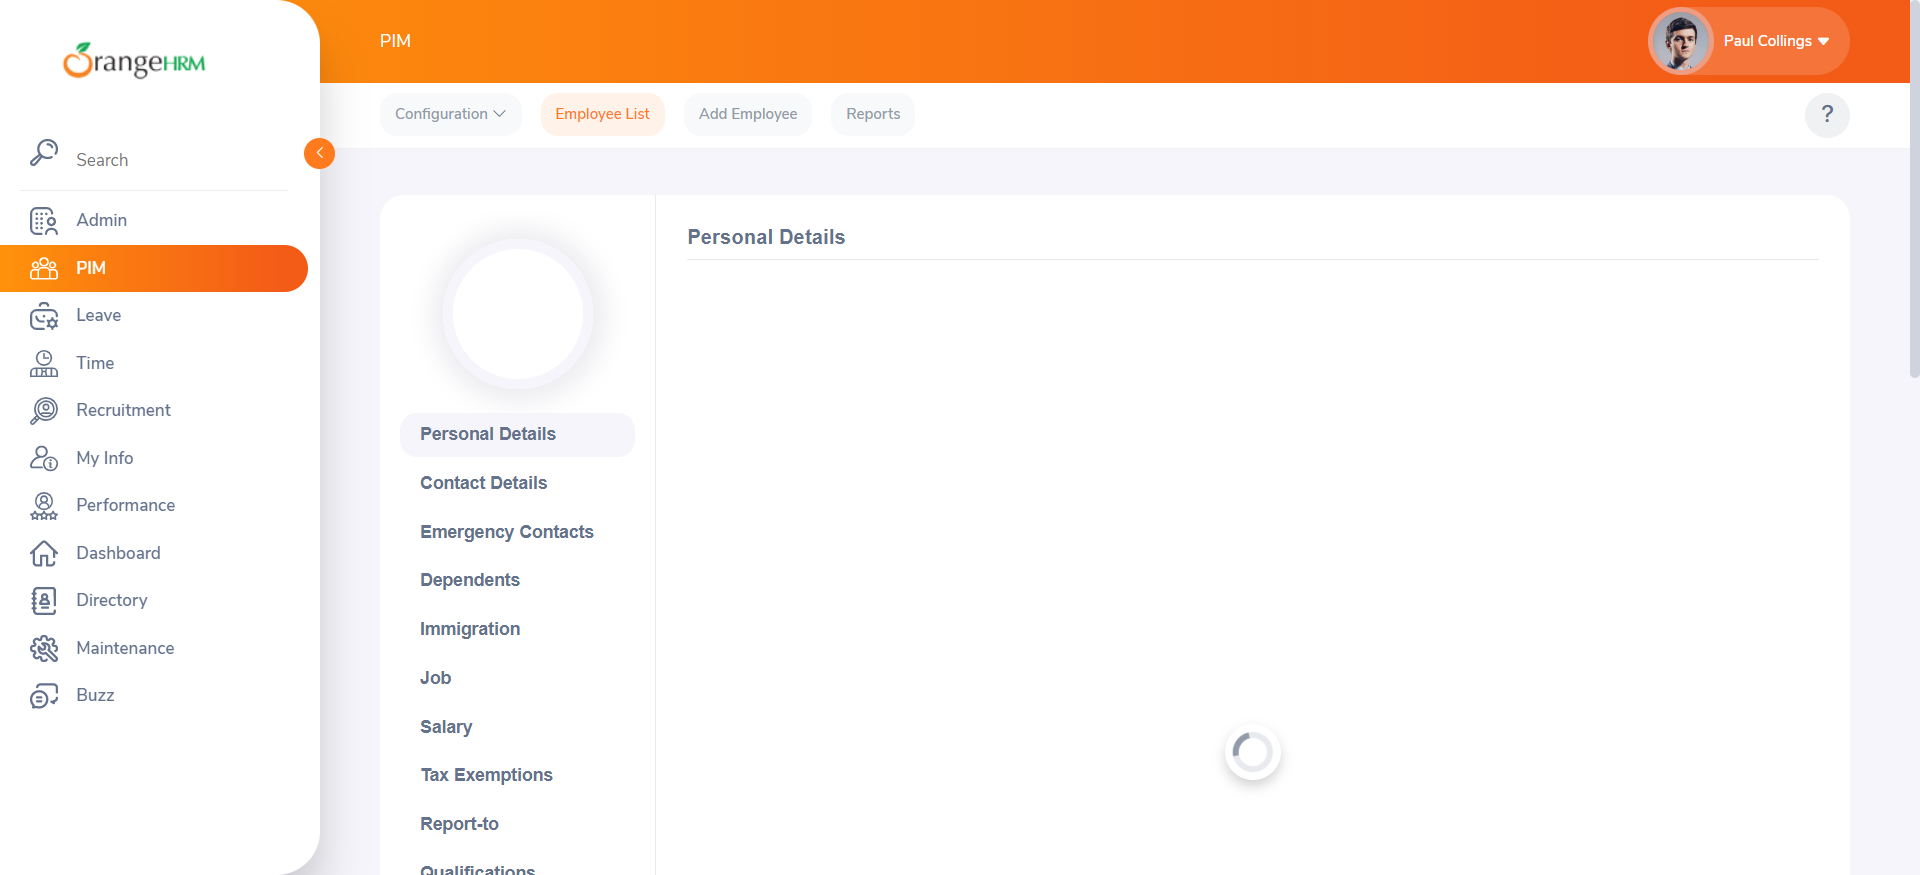 OrangeHRM
PIM
Paul Collings
Configuration
Employee List
Add Employee
Reports
?
Search
Admin
PIM
Leave
Time
Recruitment
My Info
Performance
Dashboard
Directory
Maintenance
Buzz
Personal Details
Contact Details
Emergency Contacts
Dependents
Immigration
Job
Salary
Tax Exemptions
Report-to
Qualifications
Personal Details